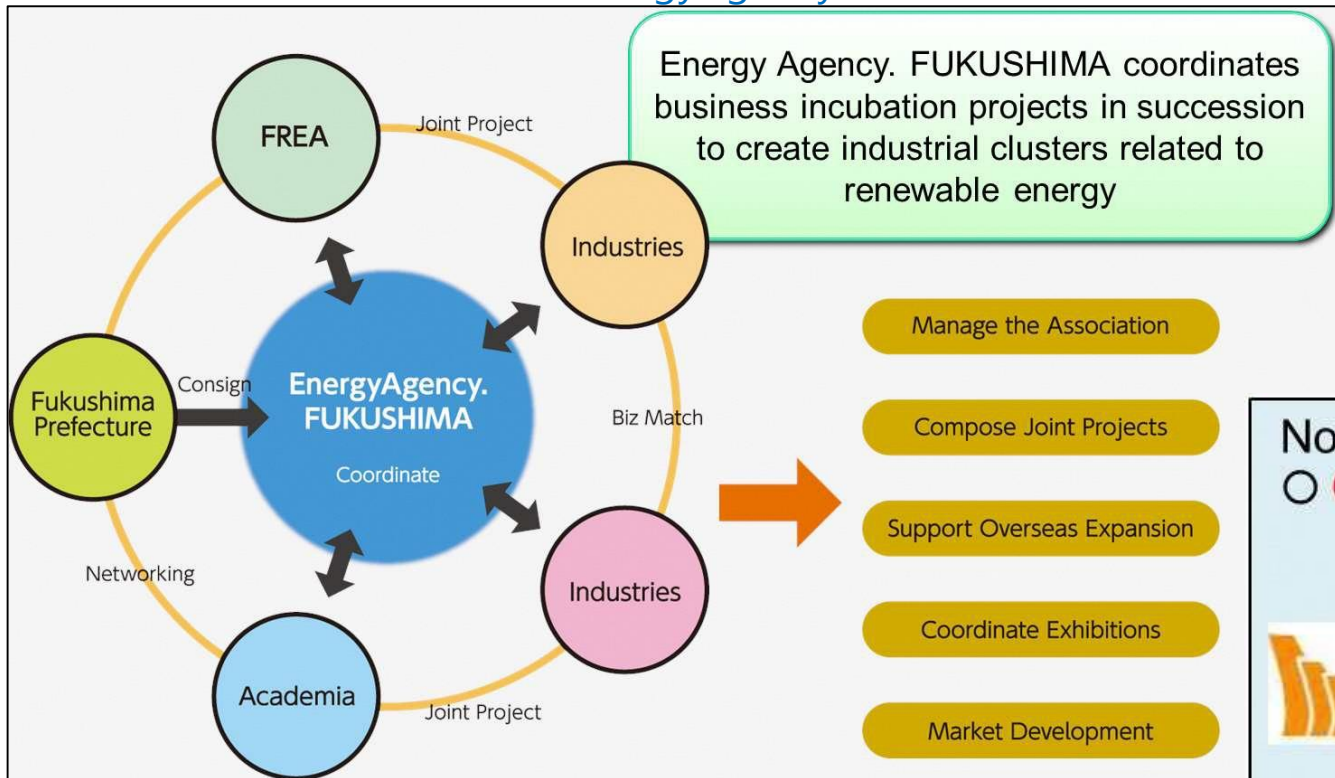 Energy Agency. FUKUSHIMA coordinates
business incubation projects in succession
to create industrial clusters related to
renewable energy
FREA
Joint Project
Industries
Fukushima
Prefecture
Consign
EnergyAgency.
FUKUSHIMA
Coordinate
Biz Match
Networking
Academia
Joint Project
Industries
Manage the Association
Compose Joint Projects
Support Overseas Expansion
Coordinate Exhibitions
Market Development
No